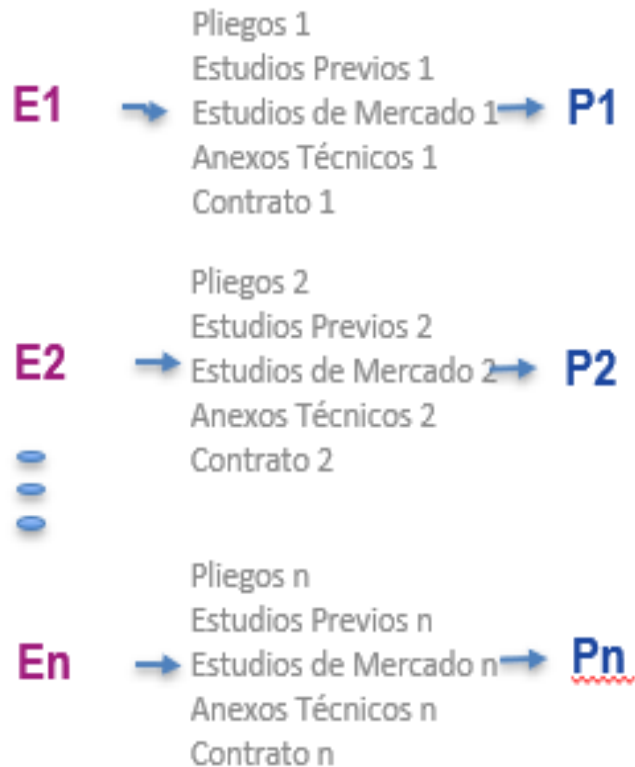 Pliegos 1
Estudios Previos 1
E1 Estudios de Mercado 1 P1
Anexos Técnicos 1
Contrato 1
Pliegos 2
Estudios Previos 2
E2 Estudios de Mercado 2 P2
Anexos Técnicos 2
Contrato 2
Pliegos n
Estudios Previos n
En Estudios de Mercado n Pn
Anexos Técnicos n
Contrato n